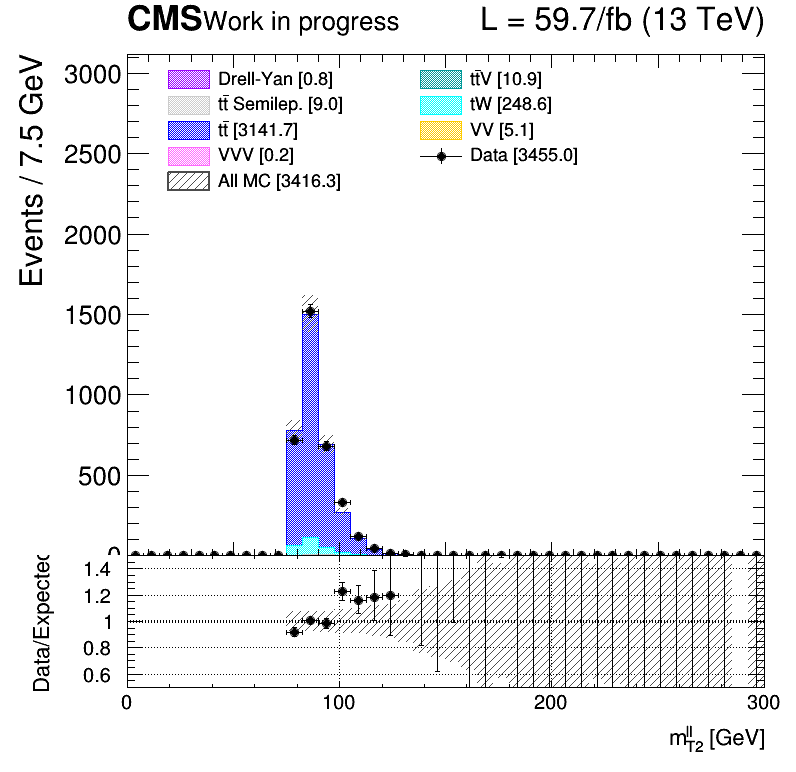 CMS Work in progress L = 59.7/fb (13 TeV)
Events / 7.5 GeV
3000
2500
2000
1500
1000
500
0
Drell-Yan [0.8]
tt̄ Semilep. [9.0]
tt̄ [3141.7]
VVV [0.2]
All MC [3416.3]
tt̄V [10.9]
tW [248.6]
VV [5.1]
Data [3455.0]
Data/Expected
1.4
1.2
1
0.8
0.6
0 100 200 300
m_T2^ll [GeV]